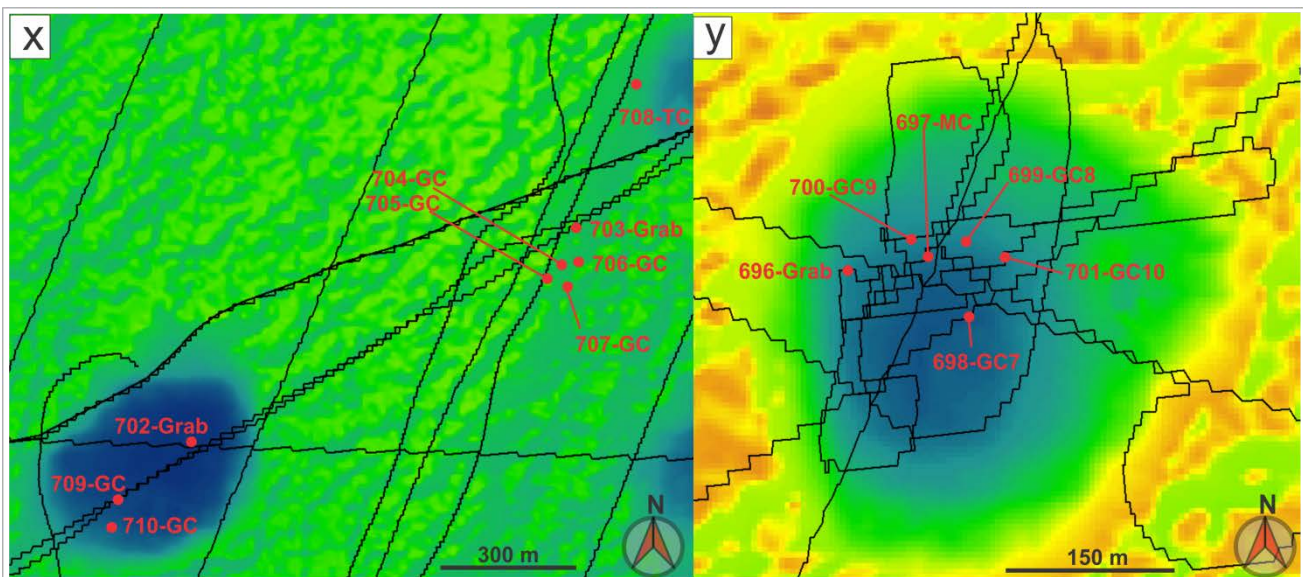 x
708-TC
704-GC
705-GC
703-Grab
706-GC
707-GC
702-Grab
709-GC
710-GC
N
300 m
y
697-MC
700-GC9
699-GC8
696-Grab
701-GC10
698-GC7
N
150 m